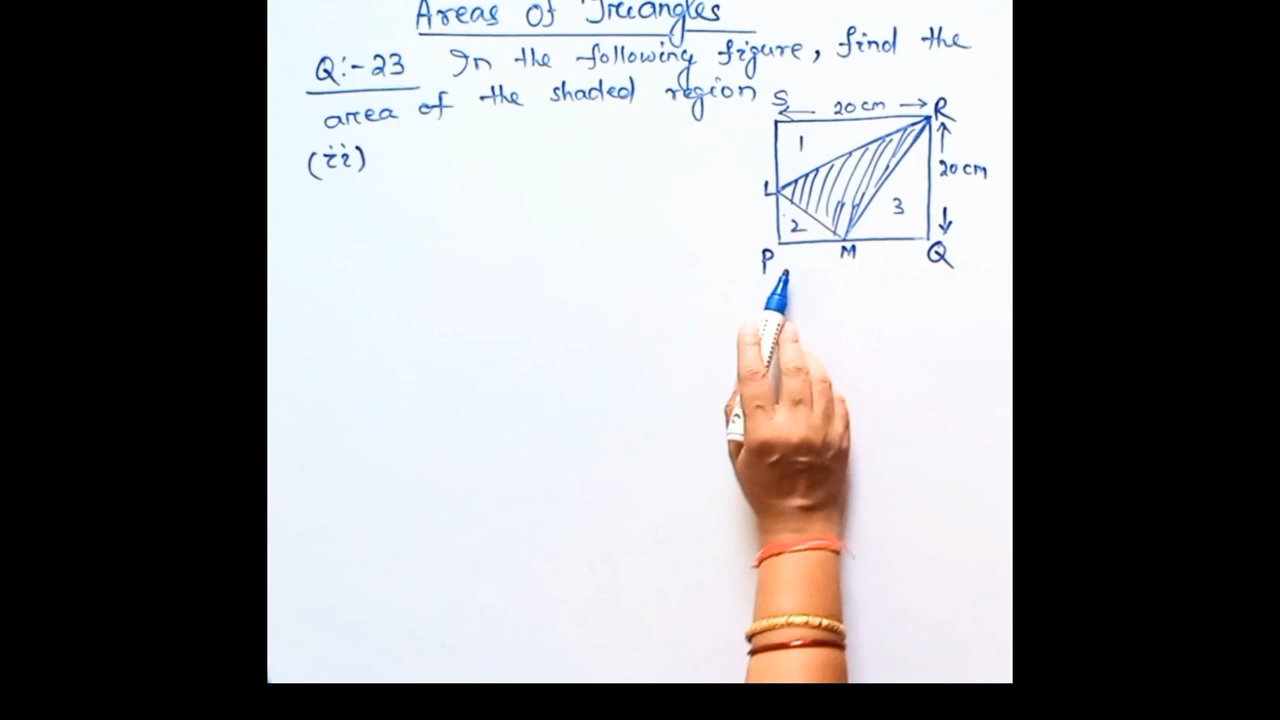 Areas of Triangles
Q:-23 In the following figure, find the
area of the shaded region
(ii)
S 20 cm R
1
20 cm
L
3
2
P M Q